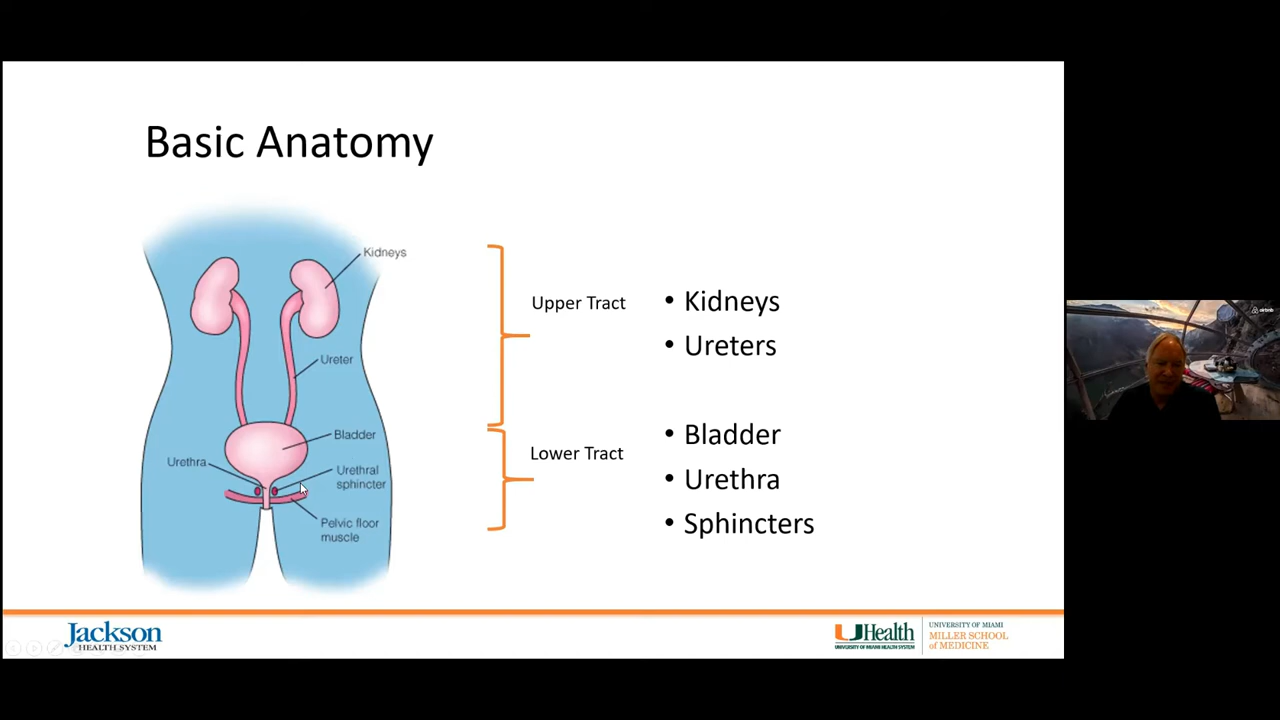 Basic Anatomy
Kidneys
Ureter
Bladder
Urethra
Urethral
sphincter
Pelvic floor
muscle
Upper Tract
Lower Tract
• Kidneys
• Ureters
• Bladder
• Urethra
• Sphincters
Jackson
HEALTH SYSTEM
UHealth
UNIVERSITY OF MIAMI HEALTH SYSTEM
UNIVERSITY OF MIAMI
MILLER SCHOOL
of MEDICINE
airbnb